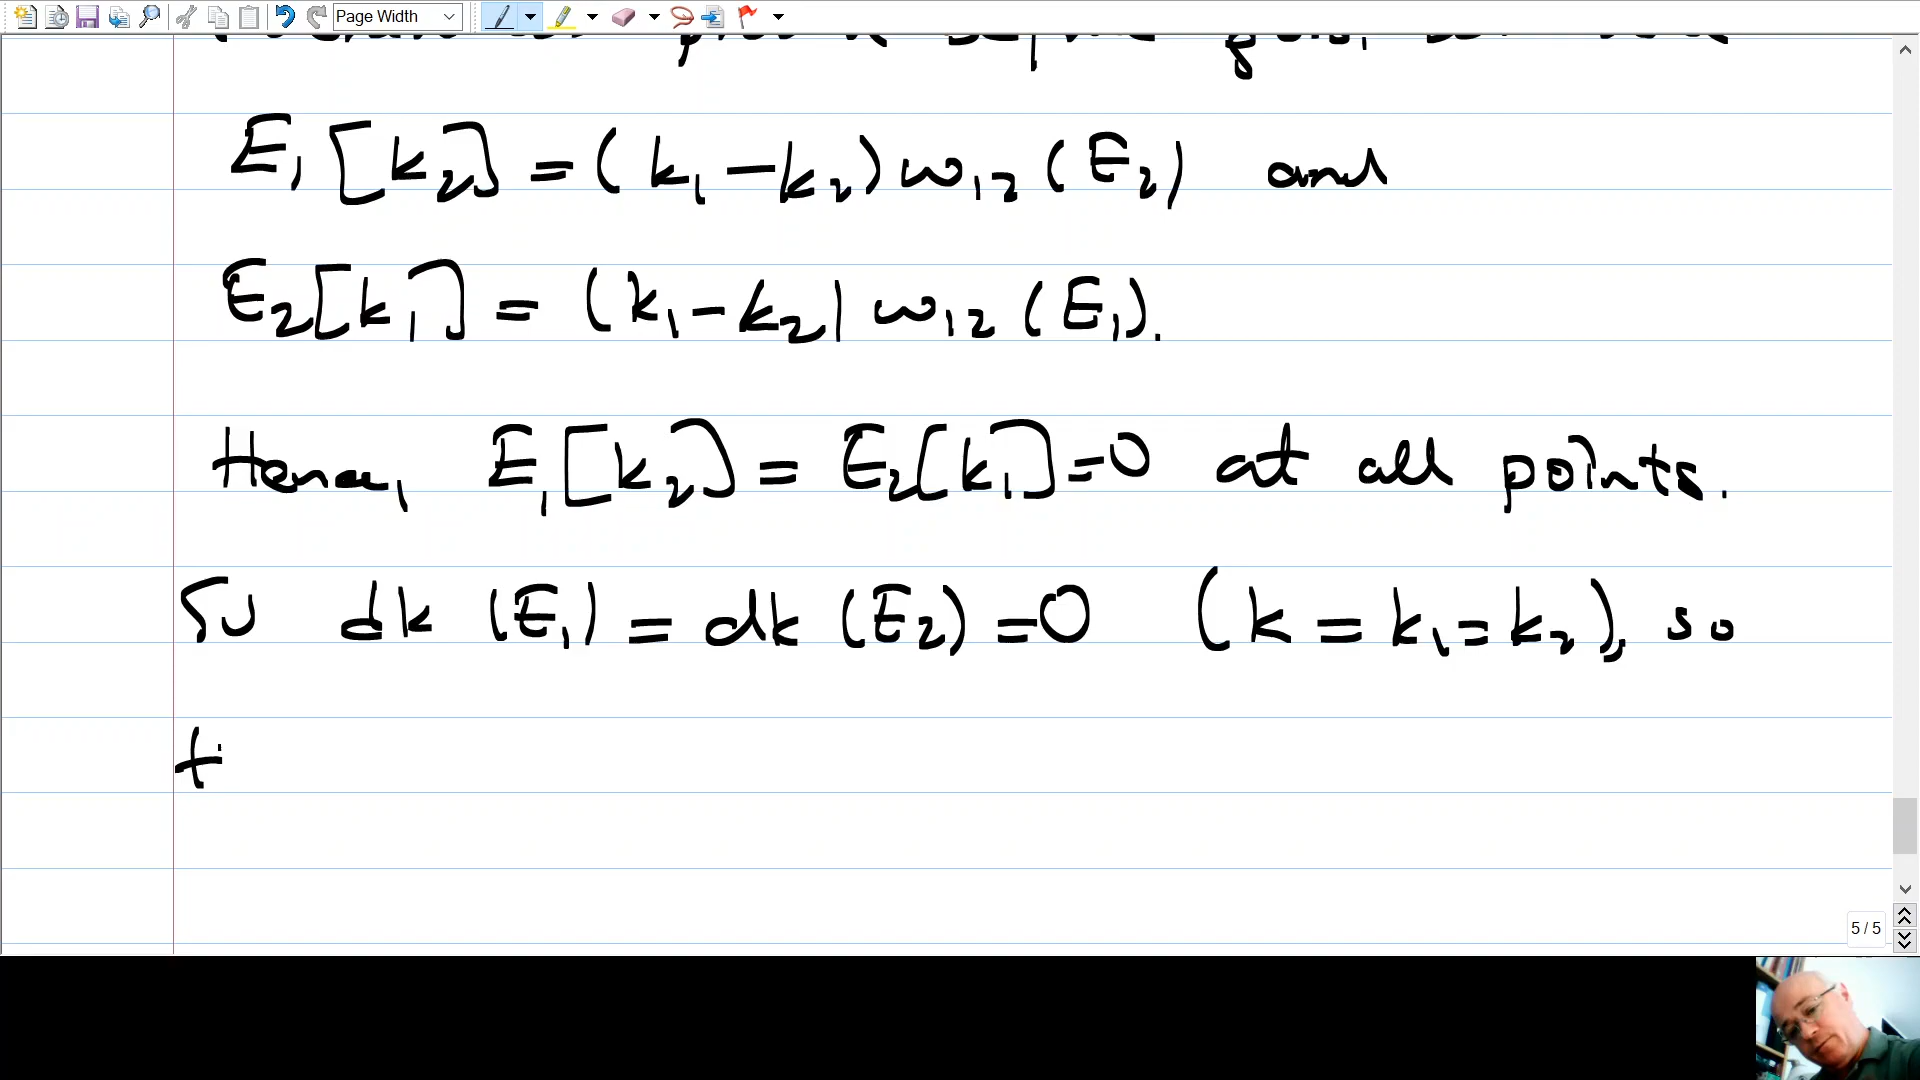 Page Width
E₁[k₂] = (k₁ - k₂) ω₁₂ (E₂) and
E₂[k₁] = (k₁ - k₂) ω₁₂ (E₁).
Hence, E₁[k₂] = E₂[k₁] = 0 at all points.
So dk (E₁) = dk (E₂) = 0 (k = k₁ = k₂), so
5 / 5